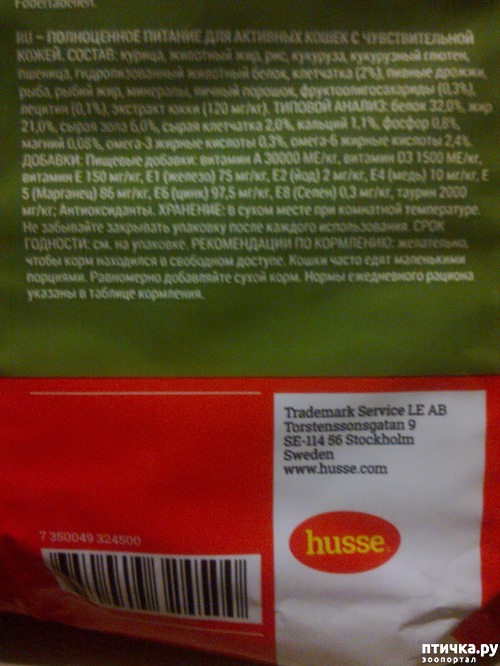 Fodertabellen.
RU – ПОЛНОЦЕННОЕ ПИТАНИЕ ДЛЯ АКТИВНЫХ КОШЕК С ЧУВСТВИТЕЛЬНОЙ
КОЖЕЙ. СОСТАВ: курица, животный жир, рис, кукуруза, кукурузный глютен,
пшеница, гидролизованный животный белок, клетчатка (2%), пивные дрожжи,
рыба, рыбий жир, минералы, яичный порошок, фруктоолигосахариды (0,3%),
лецитин (0,1%), экстракт юкки (120 мг/кг). ТИПОВОЙ АНАЛИЗ: белок 32,0%, жир
21,0%, сырая зола 6,0%, сырая клетчатка 2,0%, кальций 1,1%, фосфор 0,8%,
магний 0,08%, омега-3 жирные кислоты 0,3%, омега-6 жирные кислоты 2,4%.
ДОБАВКИ: Пищевые добавки: витамин А 30000 МЕ/кг, витамин D3 1500 МЕ/кг,
витамин Е 150 мг/кг, Е1 (железо) 75 мг/кг, Е2 (йод) 2 мг/кг, Е4 (медь) 10 мг/кг, Е
5 (Марганец) 86 мг/кг, Е6 (цинк) 97,5 мг/кг, Е8 (Селен) 0,3 мг/кг, таурин 2000
мг/кг; Антиоксиданты. ХРАНЕНИЕ: в сухом месте при комнатной температуре.
Не забывайте закрывать упаковку после каждого использования. СРОК
ГОДНОСТИ: см. на упаковке. РЕКОМЕНДАЦИИ ПО КОРМЛЕНИЮ: желательно,
чтобы корм находился в свободном доступе. Кошки часто едят маленькими
порциями. Равномерно добавляйте сухой корм. Нормы ежедневного рациона
указаны в таблице кормления.
Trademark Service LE AB
Torstenssonsgatan 9
SE-114 56 Stockholm
Sweden
www.husse.com
husse
7 350049 324500
птичка.ру
зоопортал